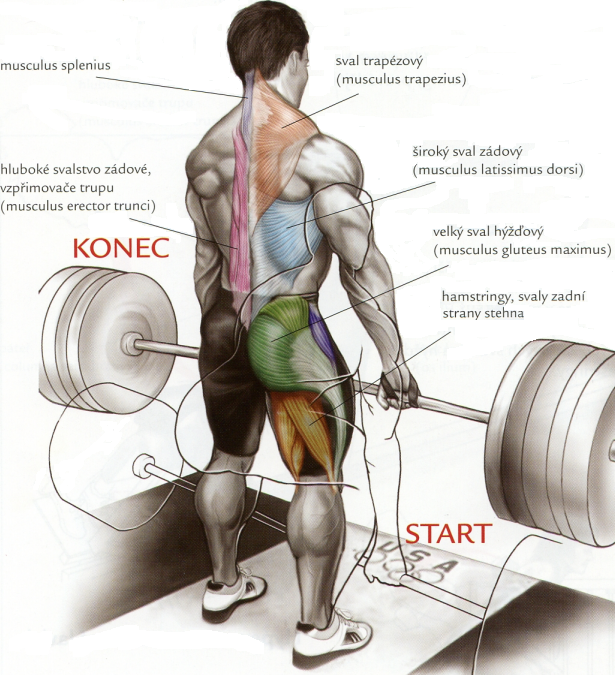 musculus splenius
sval trapézový
(musculus trapezius)
hluboké svalstvo zádové,
vzpřimovače trupu
(musculus erector trunci)
široký sval zádový
(musculus latissimus dorsi)
KONEC
velký sval hýžďový
(musculus gluteus maximus)
hamstringy, svaly zadní
strany stehna
START
USA